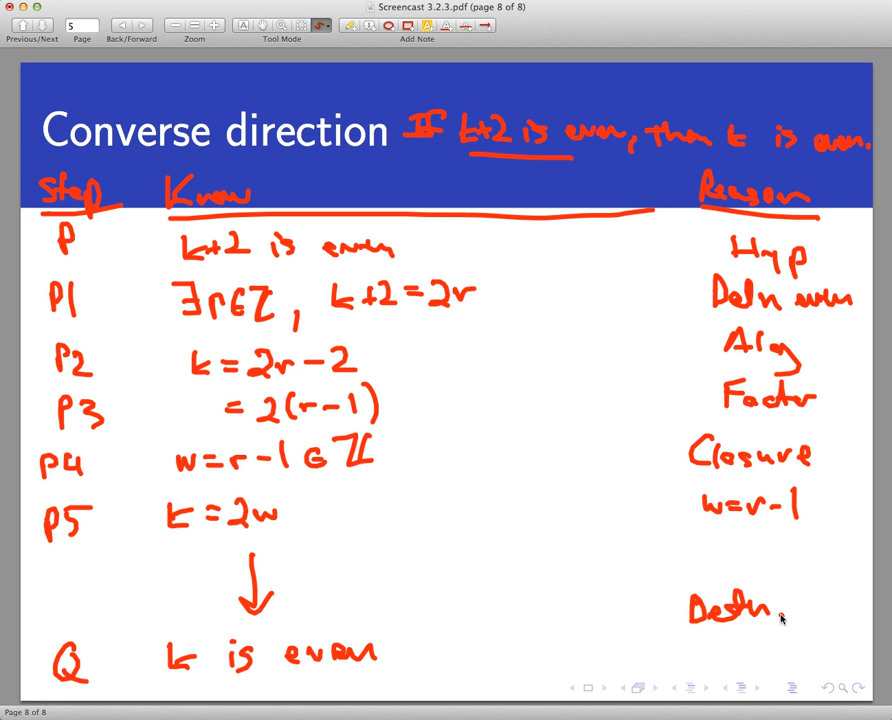 Screencast 3.2.3.pdf (page 8 of 8)
5
Previous/Next Page Back/Forward Zoom Tool Mode Add Note Rotate Search
Converse direction If k+2 is even, then k is even.
Step Know Reason
P k+2 is even Hyp
P1 ∃r∈ℤ, k+2=2r Defn even
P2 k=2r-2 Alg
P3 =2(r-1) Factor
P4 w=r-1∈ℤ Closure
P5 k=2w w=r-1
Defn
Q k is even
Page 8 of 8